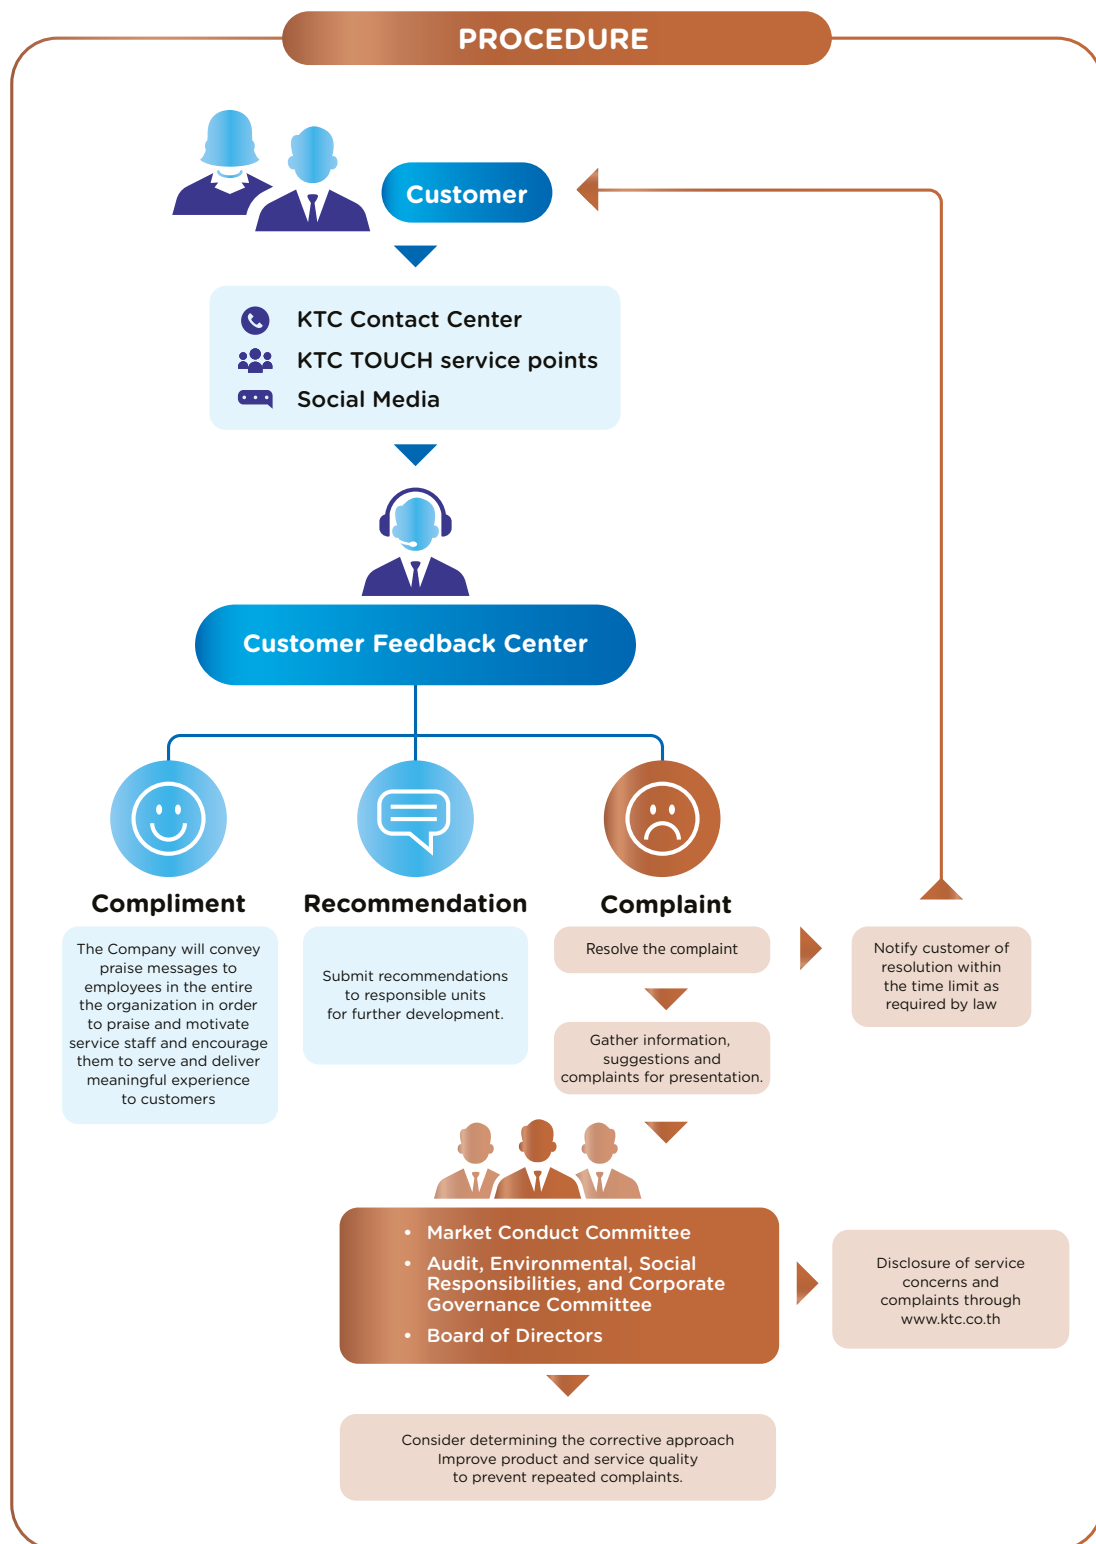 PROCEDURE
Customer
KTC Contact Center
KTC TOUCH service points
Social Media
Customer Feedback Center
Compliment
The Company will convey
praise messages to
employees in the entire
the organization in order
to praise and motivate
service staff and encourage
them to serve and deliver
meaningful experience
to customers
Recommendation
Submit recommendations
to responsible units
for further development.
Complaint
Resolve the complaint
Notify customer of
resolution within
the time limit as
required by law
Gather information,
suggestions and
complaints for presentation.
• Market Conduct Committee
• Audit, Environmental, Social
Responsibilities, and Corporate
Governance Committee
• Board of Directors
Disclosure of service
concerns and
complaints through
www.ktc.co.th
Consider determining the corrective approach
Improve product and service quality
to prevent repeated complaints.